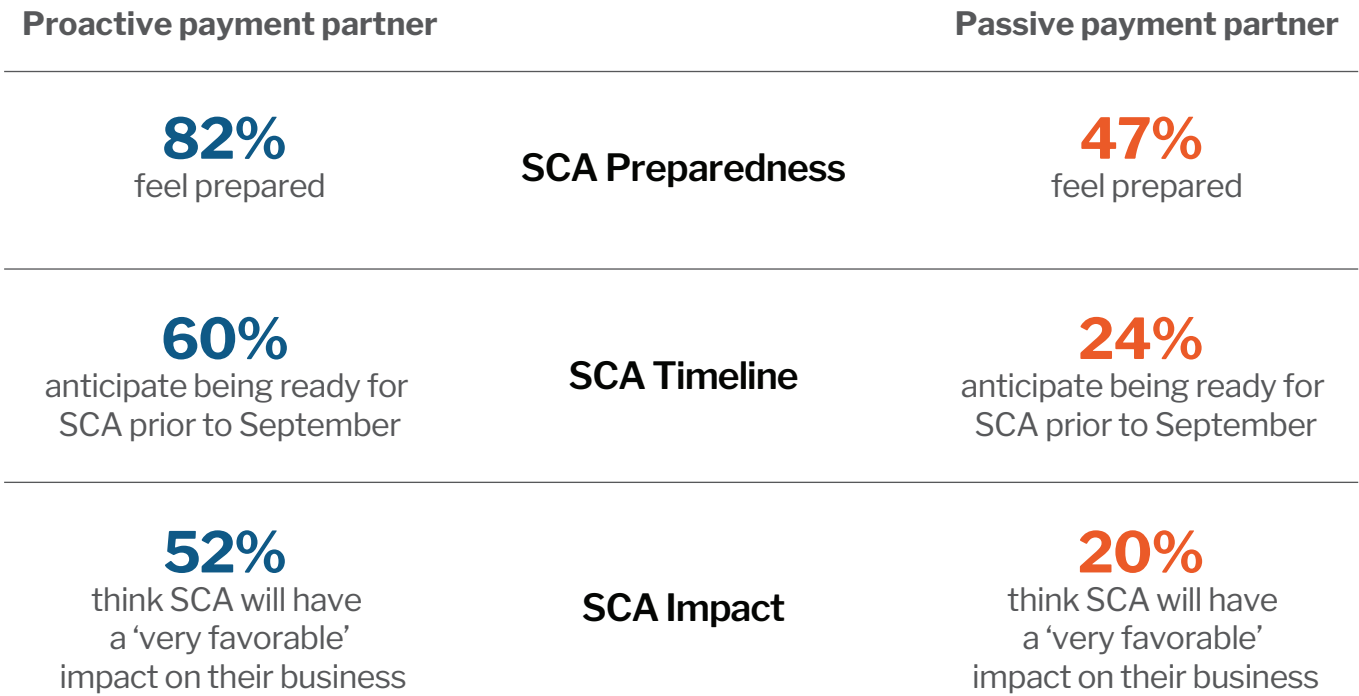 Proactive payment partner
Passive payment partner
82%
feel prepared
SCA Preparedness
47%
feel prepared
60%
anticipate being ready for
SCA prior to September
SCA Timeline
24%
anticipate being ready for
SCA prior to September
52%
think SCA will have
a ‘very favorable’
impact on their business
SCA Impact
20%
think SCA will have
a ‘very favorable’
impact on their business